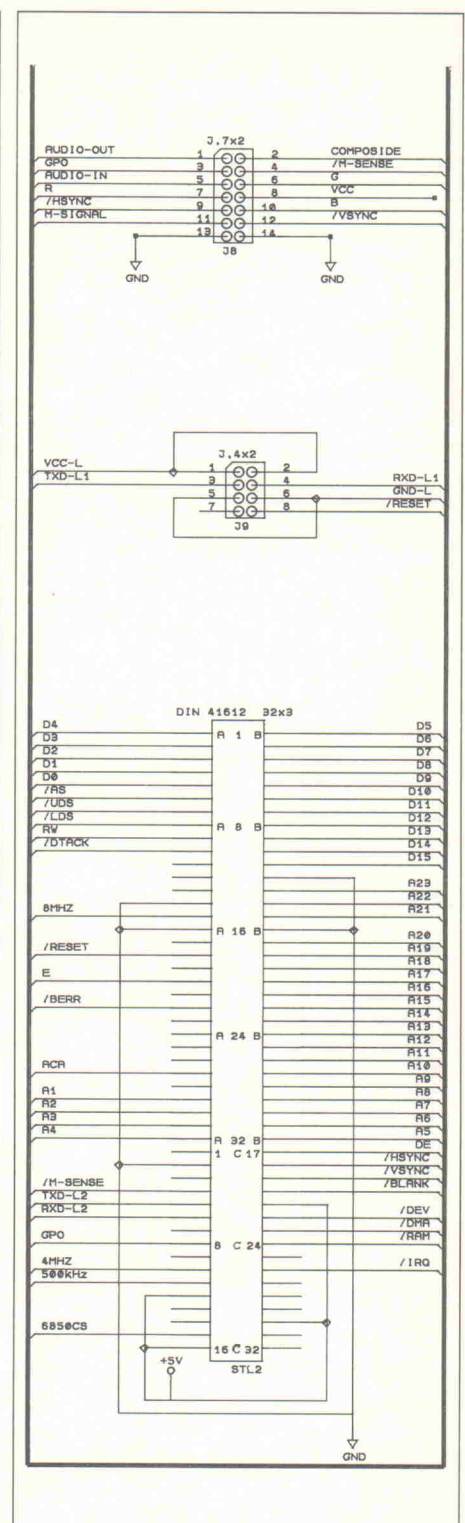 J.7x2
AUDIO-OUT 1 2 COMPOSIDE
GPO 3 4 /M-SENSE
AUDIO-IN 5 6 G
R 7 8 VCC
/HSYNC 9 10 B
M-SIGNAL 11 12 /VSYNC
13 14
J8
GND GND
J.4x2
VCC-L 1 2
TXD-L1 3 4 RXD-L1
5 6 GND-L
7 8 /RESET
J9
DIN 41612 32x3
D4 A 1 B D5
D3 D6
D2 D7
D1 D8
D0 D9
/AS D10
/UDS D11
/LDS A 8 B D12
RW D13
/DTACK D14
D15
A23
A22
8MHZ A21
A 16 B
A20
/RESET A19
A18
E A17
A16
/BERR A15
A14
A 24 B A13
A12
A11
ACA A10
A9
A1 A8
A2 A7
A3 A6
A4 A5
A 32 B DE
1 C 17 /HSYNC
/VSYNC
/M-SENSE /BLANK
TXD-L2
RXD-L2 /DEV
/DMA
GPO 8 C 24 /RAM
4MHZ /IRQ
500kHz
6850CS
16 C 32
+5V
STL2
GND